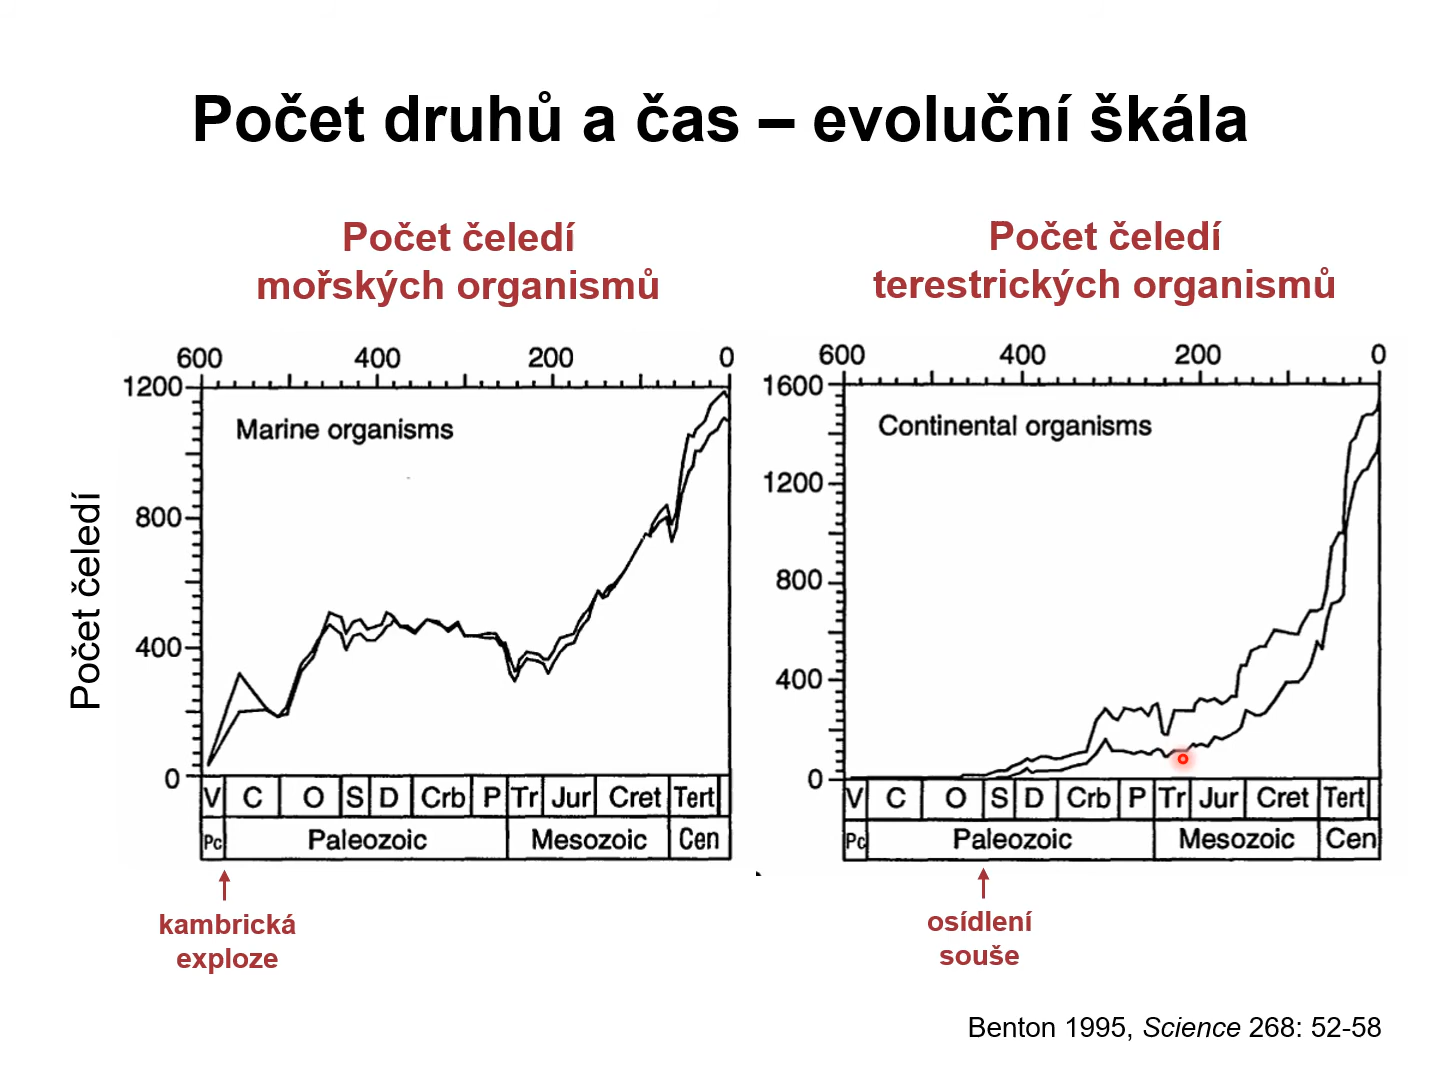 Počet druhů a čas – evoluční škála
Počet čeledí
mořských organismů
Počet čeledí
terestrických organismů
600 400 200 0
1200
800
400
0
Marine organisms
Počet čeledí
V C O S D Crb P Tr Jur Cret Tert
Pc Paleozoic Mesozoic Cen
kambrická
exploze
600 400 200 0
1600
1200
800
400
0
Continental organisms
V C O S D Crb P Tr Jur Cret Tert
Pc Paleozoic Mesozoic Cen
osídlení
souše
Benton 1995, Science 268: 52-58